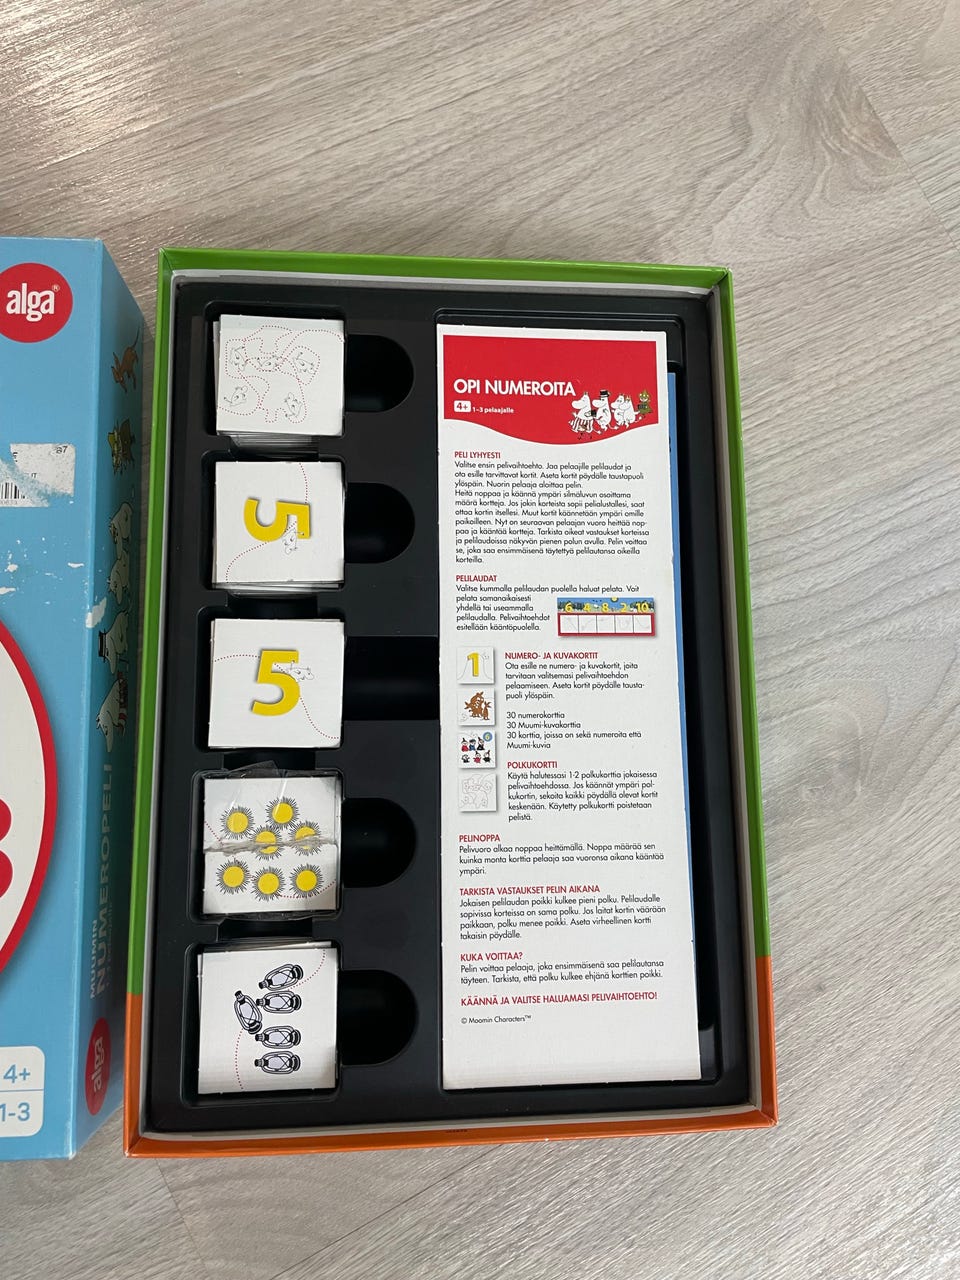 alga®
MUUMIN
NUMEROPELI
alga
4+
1-3
5
5
OPI NUMEROITA
4+ 1–3 pelaajalle
PELI LYHYESTI
Valitse ensin pelivaihtoehto. Jaa pelaajille pelilaudat ja
ota esille tarvittavat kortit. Aseta kortit pöydälle taustapuoli
ylöspäin. Nuorin pelaaja aloittaa pelin.
Heitä noppaa ja käännä ympäri silmäluvun osoittama
määrä kortteja. Jos jokin korteista sopii pelialustallesi, saat
ottaa kortin itsellesi. Muut kortit käännetään ympäri omille
paikoilleen. Nyt on seuraavan pelaajan vuoro heittää nop-
paa ja kääntää kortteja. Tarkista oikeat vastaukset korteissa
ja pelilaudoissa näkyvän pienen polun avulla. Pelin voittaa
se, joka saa ensimmäisenä täytettyä pelilautansa oikeilla
korteilla.
PELILAUDAT
Valitse kummalla pelilaudan puolella haluat pelata. Voit
pelata samanaikaisesti
yhdellä tai useammalla
pelilaudalla. Pelivaihtoehdot
esitellään kääntöpuolella.
6 4 8 2 10
NUMERO- JA KUVAKORTIT
Ota esille ne numero- ja kuvakortit, joita
tarvitaan valitsemasi pelivaihtoehdon
pelaamiseen. Aseta kortit pöydälle tausta-
puoli ylöspäin.
1
30 numerokorttia
30 Muumi-kuvakorttia
30 korttia, joissa on sekä numeroita että
Muumi-kuvia
6
POLKUKORTTI
Käytä halutessasi 1-2 polkukorttia jokaisessa
pelivaihtoehdossa. Jos käännät ympäri pol-
kukortin, sekoita kaikki pöydällä olevat kortit
keskenään. Käytetty polkukortti poistetaan
pelistä.
PELINOPPA
Pelivuoro alkaa noppaa heittämällä. Noppa määrää sen
kuinka monta korttia pelaaja saa vuoronsa aikana kääntää
ympäri.
TARKISTA VASTAUKSET PELIN AIKANA
Jokaisen pelilaudan poikki kulkee pieni polku. Pelilaudalle
sopivissa korteissa on sama polku. Jos laitat kortin väärään
paikkaan, polku menee poikki. Aseta virheellinen kortti
takaisin pöydälle.
KUKA VOITTAA?
Pelin voittaa pelaaja, joka ensimmäisenä saa pelilautansa
täyteen. Tarkista, että polku kulkee ehjänä korttien poikki.
KÄÄNNÄ JA VALITSE HALUAMASI PELIVAIHTOEHTO!
© Moomin Characters™